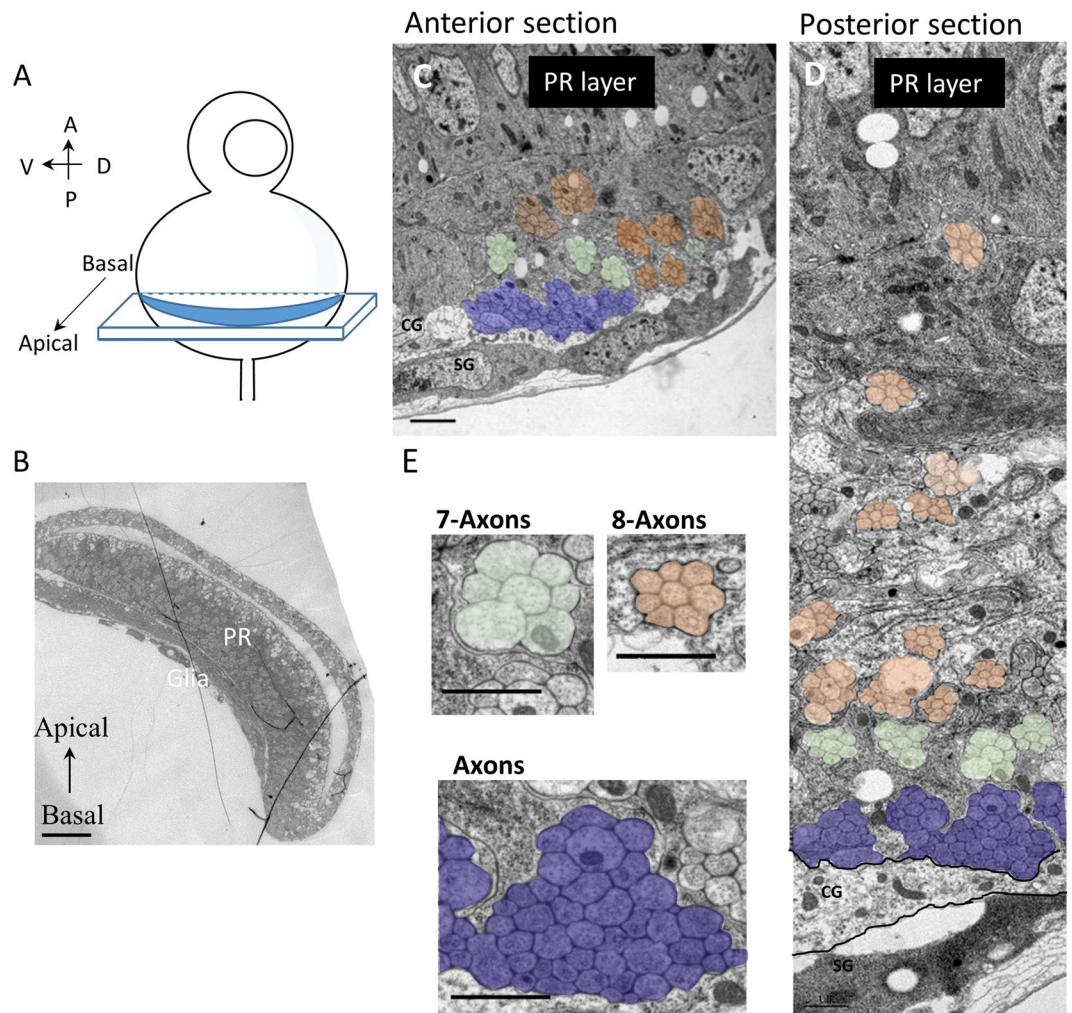 A
A
V D
P
Basal
Apical
B
PR
Glia
Apical
Basal
Anterior section
C
PR layer
CG
SG
Posterior section
D
PR layer
CG
SG
E
7-Axons
8-Axons
Axons